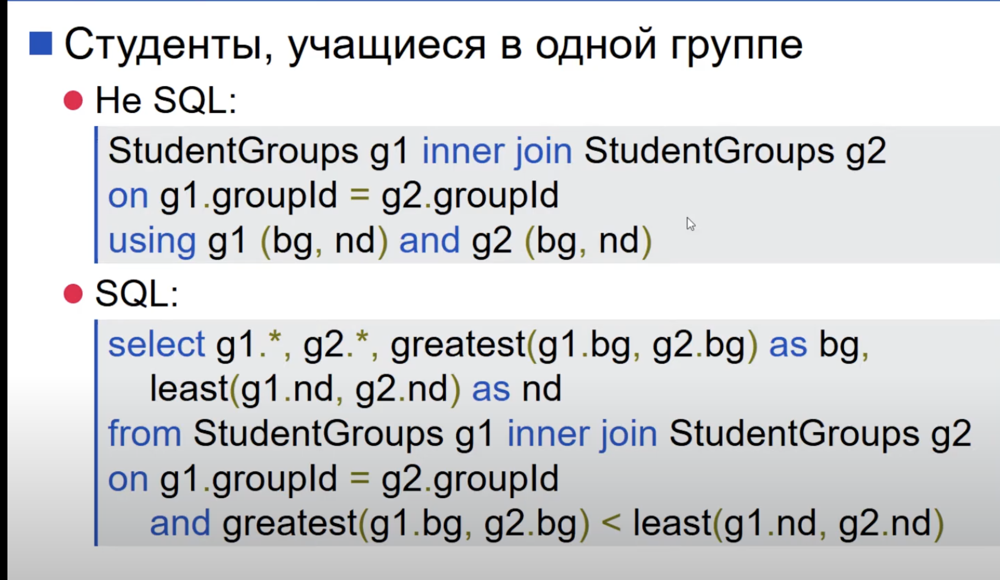 Студенты, учащиеся в одной группе
Не SQL:
StudentGroups g1 inner join StudentGroups g2
on g1.groupId = g2.groupId
using g1 (bg, nd) and g2 (bg, nd)
SQL:
select g1.*, g2.*, greatest(g1.bg, g2.bg) as bg,
least(g1.nd, g2.nd) as nd
from StudentGroups g1 inner join StudentGroups g2
on g1.groupId = g2.groupId
and greatest(g1.bg, g2.bg) < least(g1.nd, g2.nd)